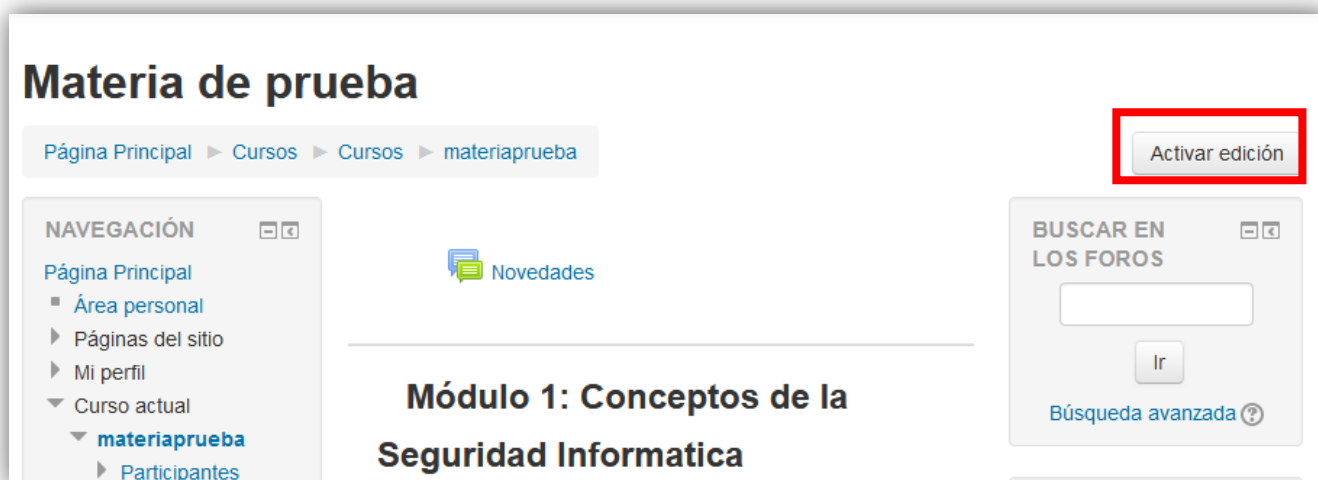 Materia de prueba
Página Principal ► Cursos ► Cursos ► materiaprueba
Activar edición
NAVEGACIÓN
Página Principal
Área personal
Páginas del sitio
Mi perfil
Curso actual
materiaprueba
Participantes
Novedades
Módulo 1: Conceptos de la
Seguridad Informatica
BUSCAR EN
LOS FOROS
Ir
Búsqueda avanzada